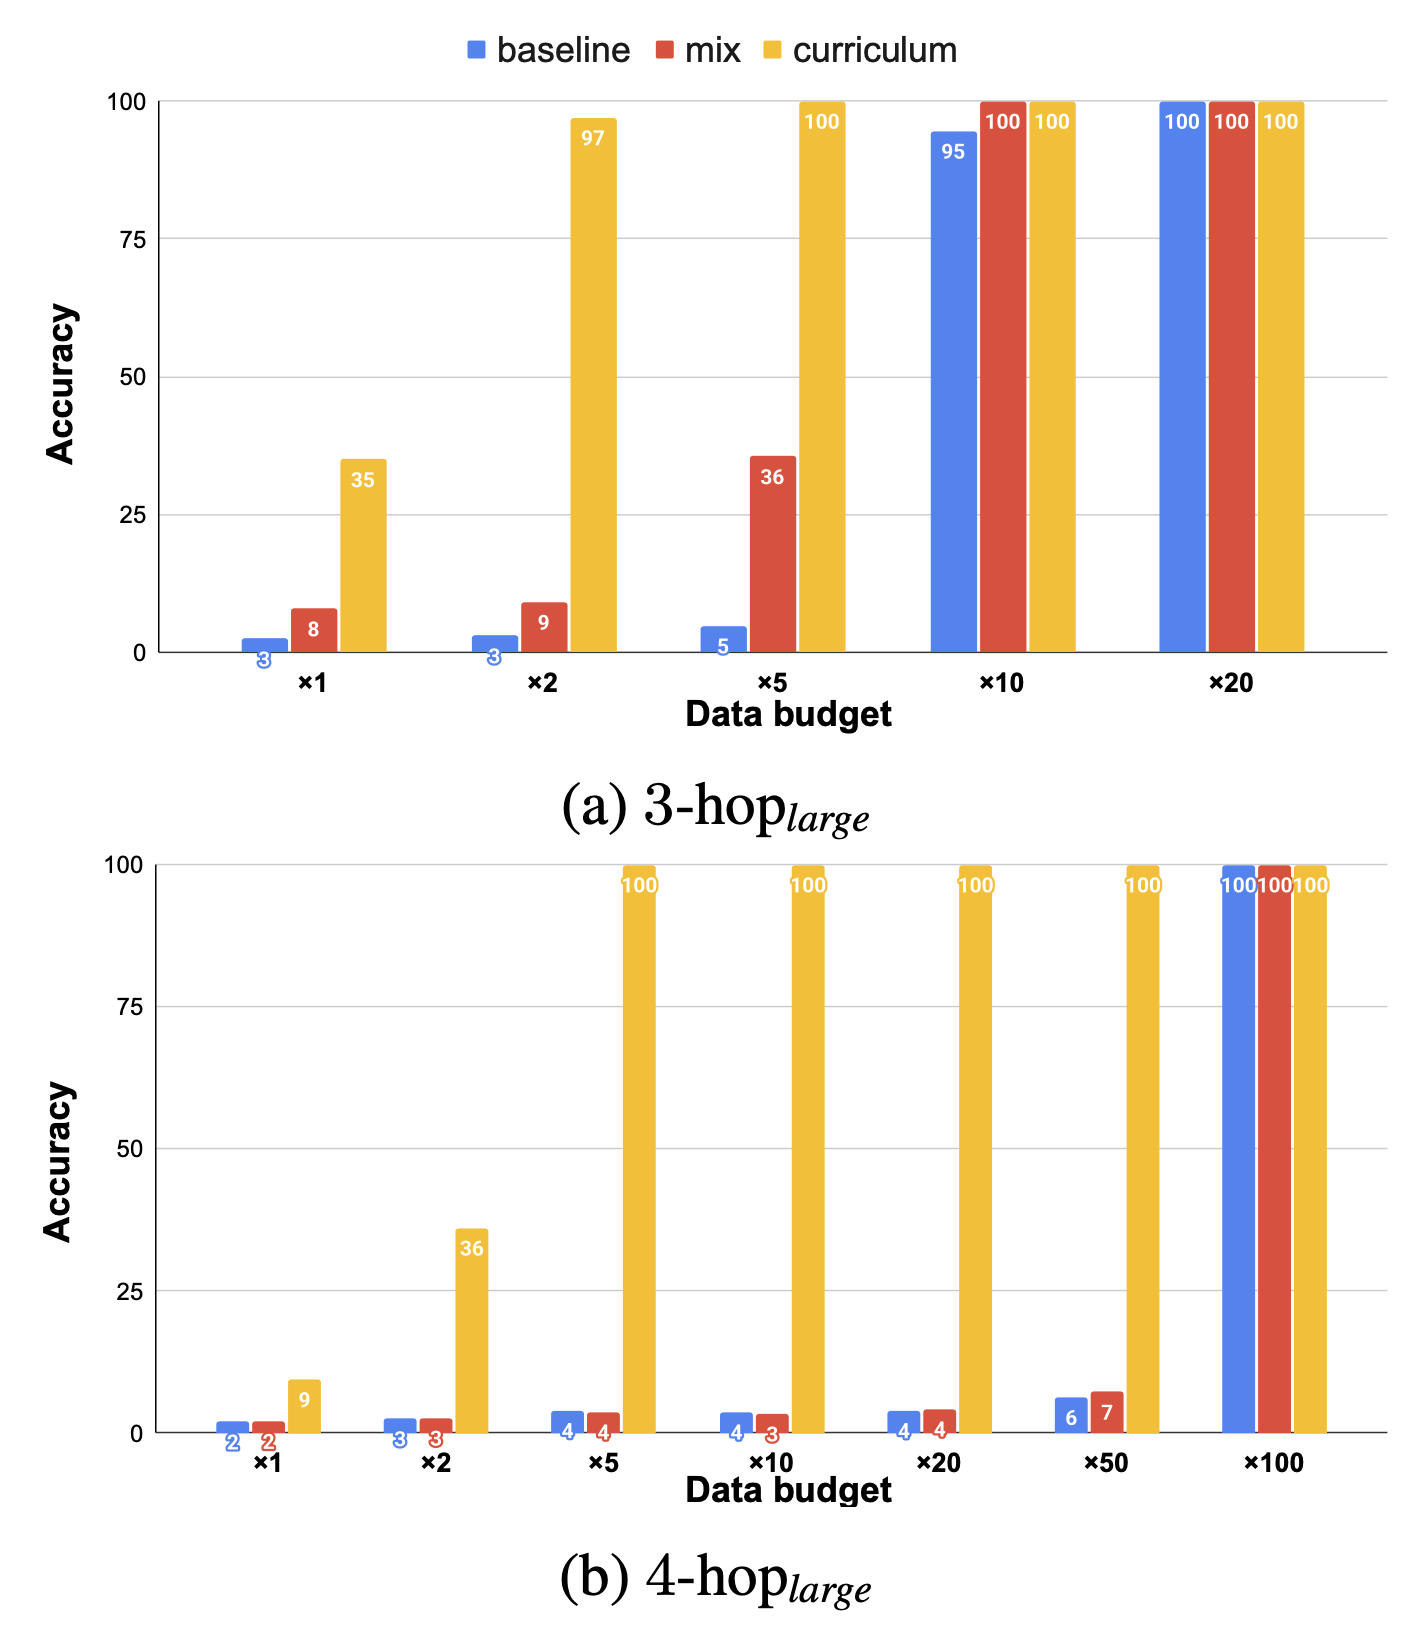 baseline mix curriculum
100
75
50
25
0
Accuracy
3 8 35
3 9 97
5 36 100
95 100 100
100 100 100
×1 ×2 ×5 ×10 ×20
Data budget
(a) 3-hoplarge
100
75
50
25
0
Accuracy
2 2 9
3 3 36
4 4 100
4 3 100
4 4 100
6 7 100
100 100 100
×1 ×2 ×5 ×10 ×20 ×50 ×100
Data budget
(b) 4-hoplarge